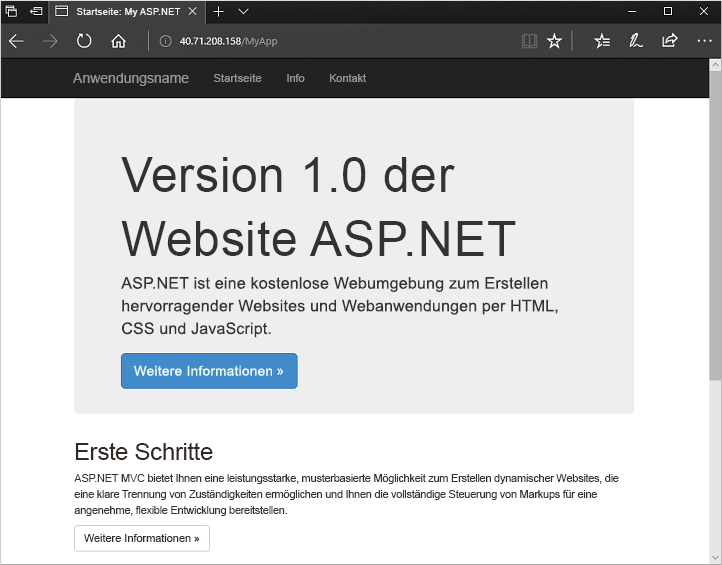 Startseite: My ASP.NET
40.71.208.158/MyApp
Anwendungsname Startseite Info Kontakt
Version 1.0 der
Website ASP.NET
ASP.NET ist eine kostenlose Webumgebung zum Erstellen
hervorragender Websites und Webanwendungen per HTML,
CSS und JavaScript.
Weitere Informationen »
Erste Schritte
ASP.NET MVC bietet Ihnen eine leistungsstarke, musterbasierte Möglichkeit zum Erstellen dynamischer Websites, die
eine klare Trennung von Zuständigkeiten ermöglichen und Ihnen die vollständige Steuerung von Markups für eine
angenehme, flexible Entwicklung bereitstellen.
Weitere Informationen »